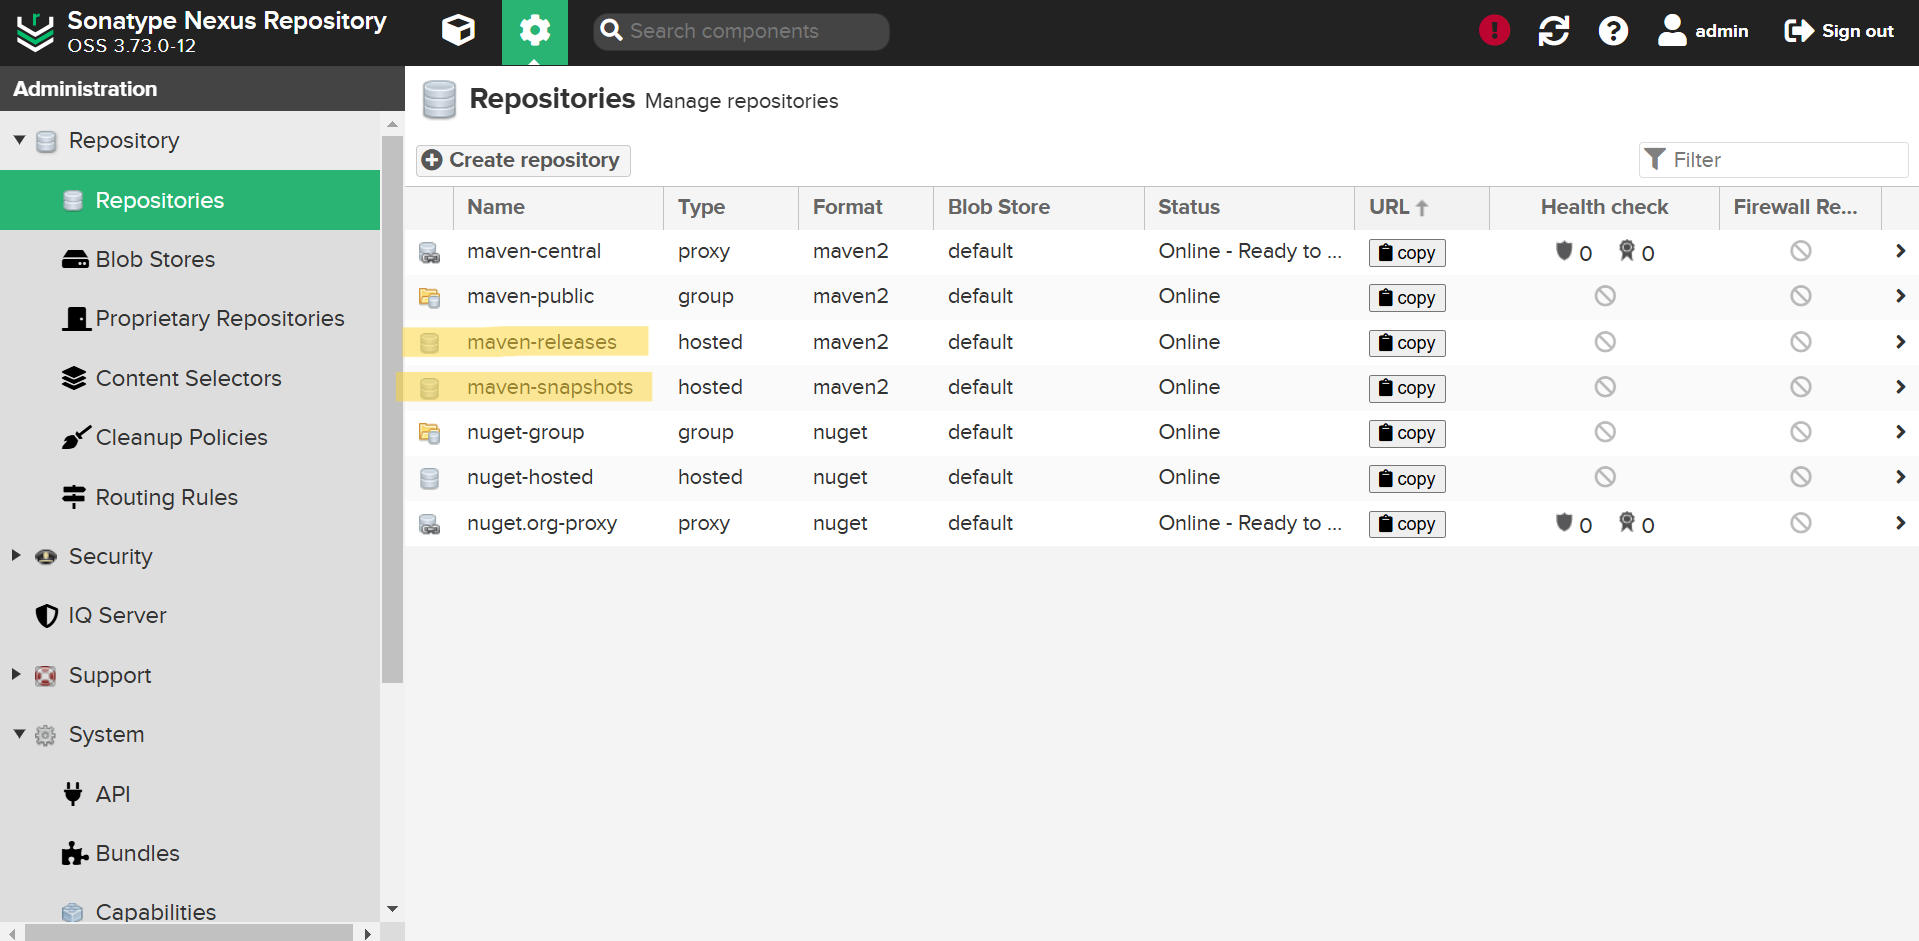 Sonatype Nexus Repository
OSS 3.73.0-12
Search components
admin
Sign out
Administration
Repository
Repositories
Blob Stores
Proprietary Repositories
Content Selectors
Cleanup Policies
Routing Rules
Security
IQ Server
Support
System
API
Bundles
Capabilities
Repositories Manage repositories
Create repository
Filter
Name Type Format Blob Store Status URL Health check Firewall Re...
maven-central proxy maven2 default Online - Ready to ... copy 0 0
maven-public group maven2 default Online copy
maven-releases hosted maven2 default Online copy
maven-snapshots hosted maven2 default Online copy
nuget-group group nuget default Online copy
nuget-hosted hosted nuget default Online copy
nuget.org-proxy proxy nuget default Online - Ready to ... copy 0 0